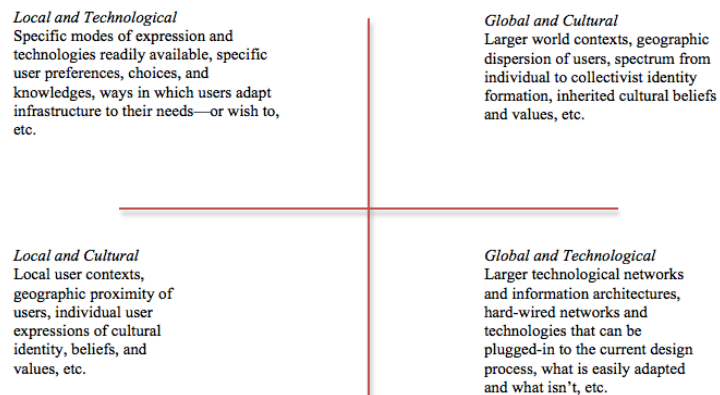 Local and Technological
Specific modes of expression and
technologies readily available, specific
user preferences, choices, and
knowledges, ways in which users adapt
infrastructure to their needs—or wish to,
etc.
Global and Cultural
Larger world contexts, geographic
dispersion of users, spectrum from
individual to collectivist identity
formation, inherited cultural beliefs
and values, etc.
Local and Cultural
Local user contexts,
geographic proximity of
users, individual user
expressions of cultural
identity, beliefs, and
values, etc.
Global and Technological
Larger technological networks
and information architectures,
hard-wired networks and
technologies that can be
plugged-in to the current design
process, what is easily adapted
and what isn't, etc.